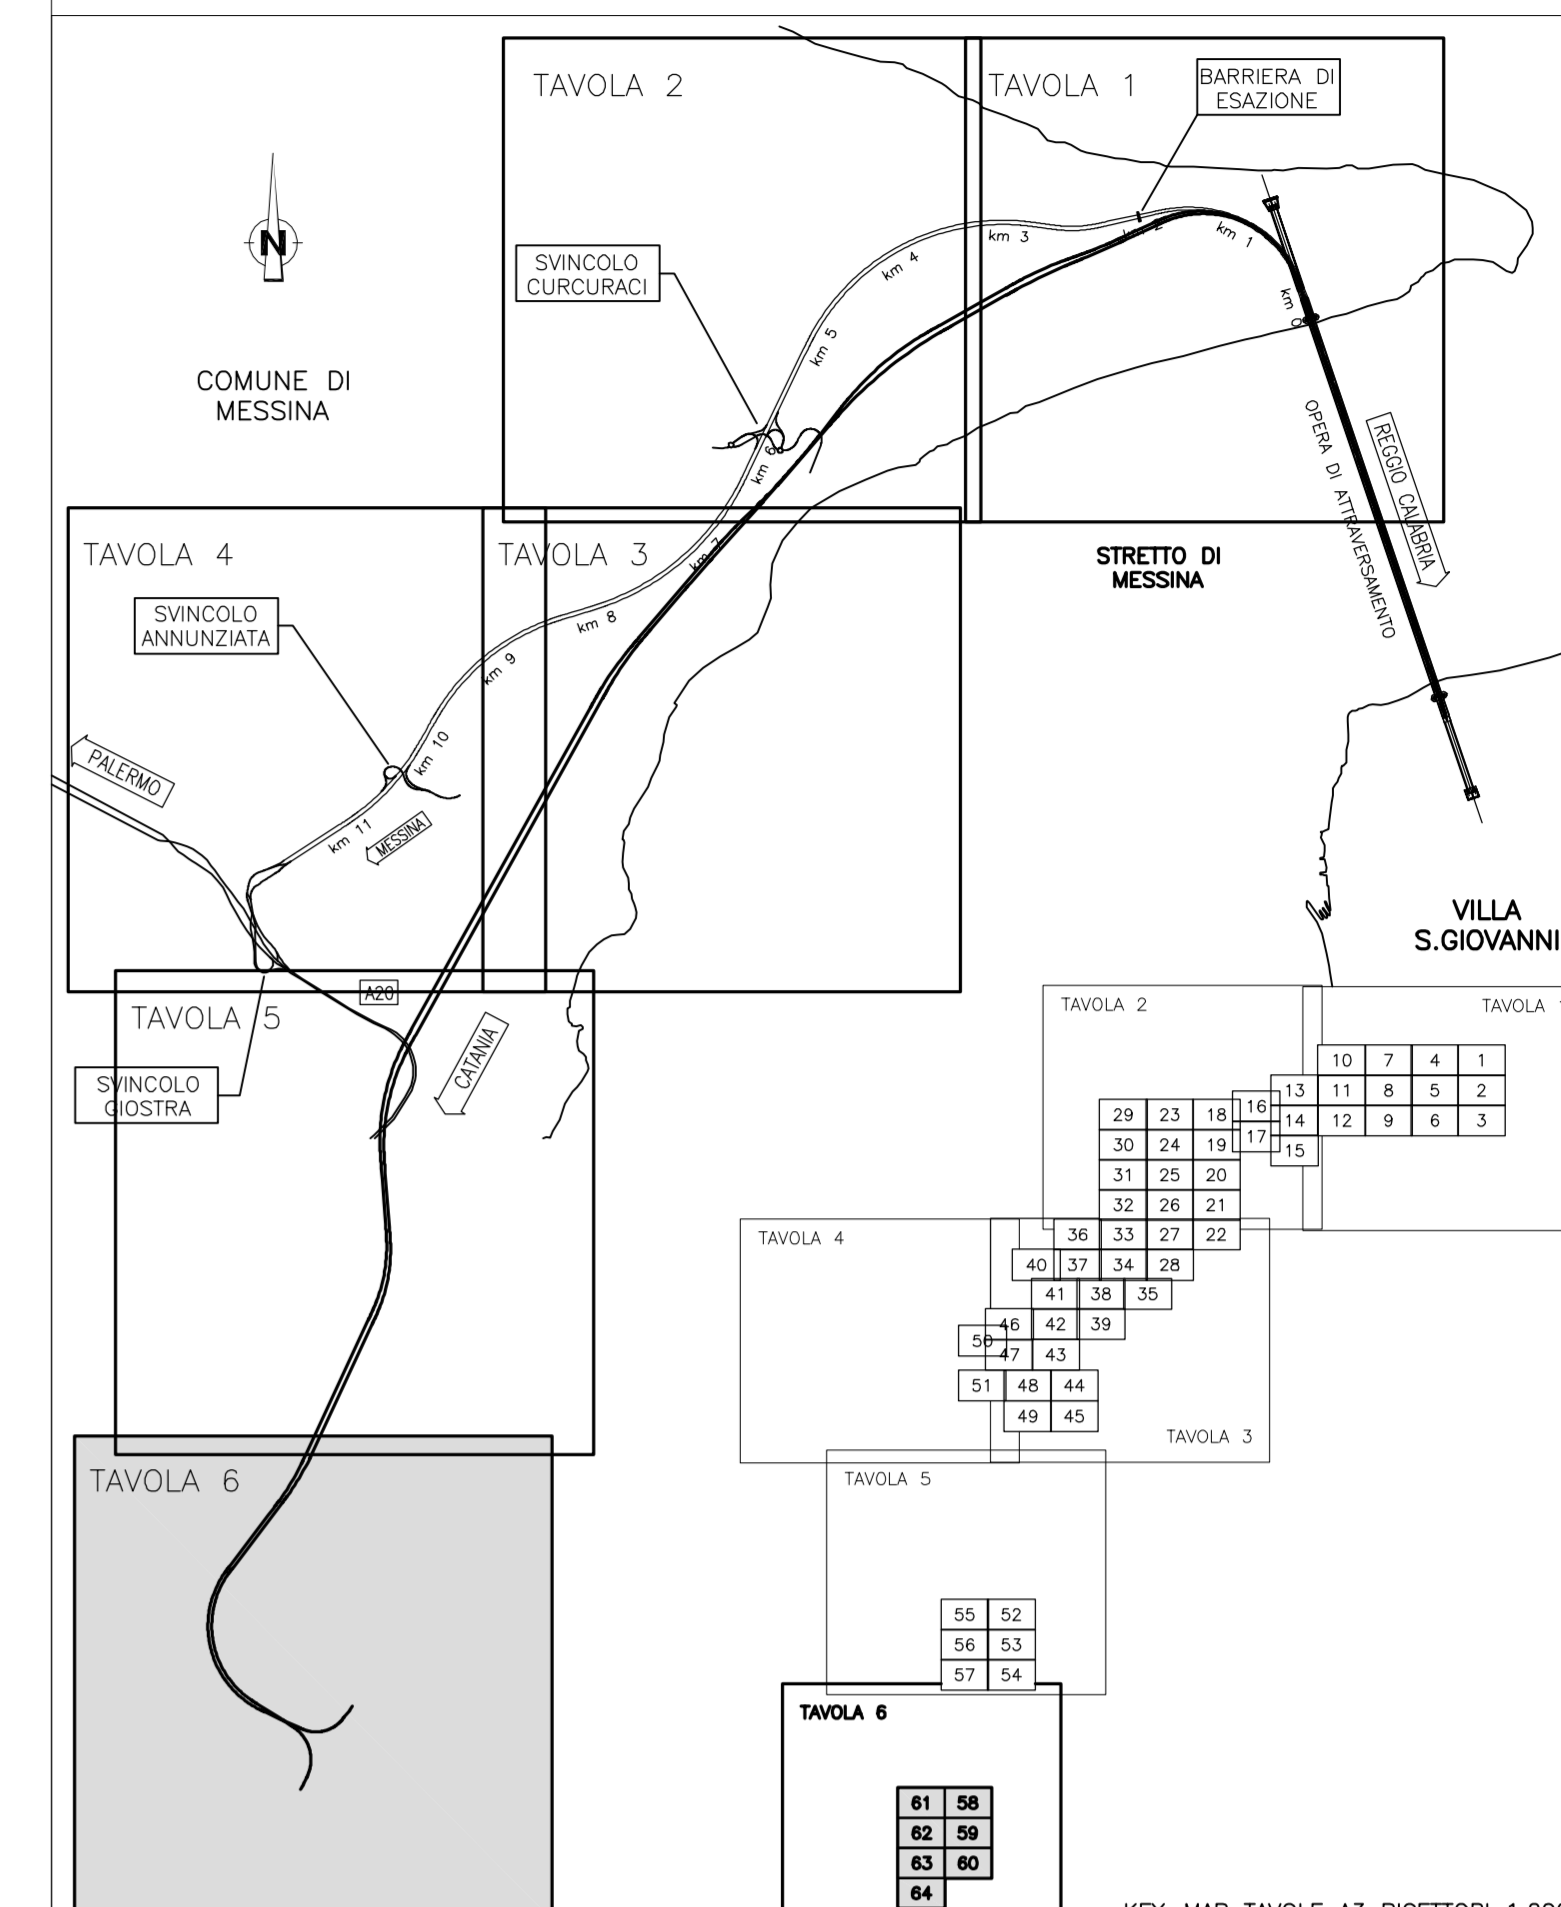 TAVOLA 2
TAVOLA 1
BARRIERA DI
ESAZIONE
N
SVINCOLO
CURCURACI
COMUNE DI
MESSINA
km 0
km 1
km 2
km 3
km 4
km 5
km 6
km 7
km 8
km 9
km 10
km 11
OPERA DI ATTRAVERSAMENTO
REGGIO CALABRIA
TAVOLA 4
TAVOLA 3
STRETTO DI
MESSINA
SVINCOLO
ANNUNZIATA
PALERMO
MESSINA
VILLA
S.GIOVANNI
A20
TAVOLA 5
CATANIA
SVINCOLO
GIOSTRA
TAVOLA 6
TAVOLA 2
TAVOLA 1
10 7 4 1
13 11 8 5 2
14 12 9 6 3
15
16
17
29 23 18
30 24 19
31 25 20
32 26 21
36 33 27 22
40 37 34 28
41 38 35
46 42 39
50 47 43
51 48 44
49 45
TAVOLA 4
TAVOLA 3
TAVOLA 5
55 52
56 53
57 54
TAVOLA 6
61 58
62 59
63 60
64